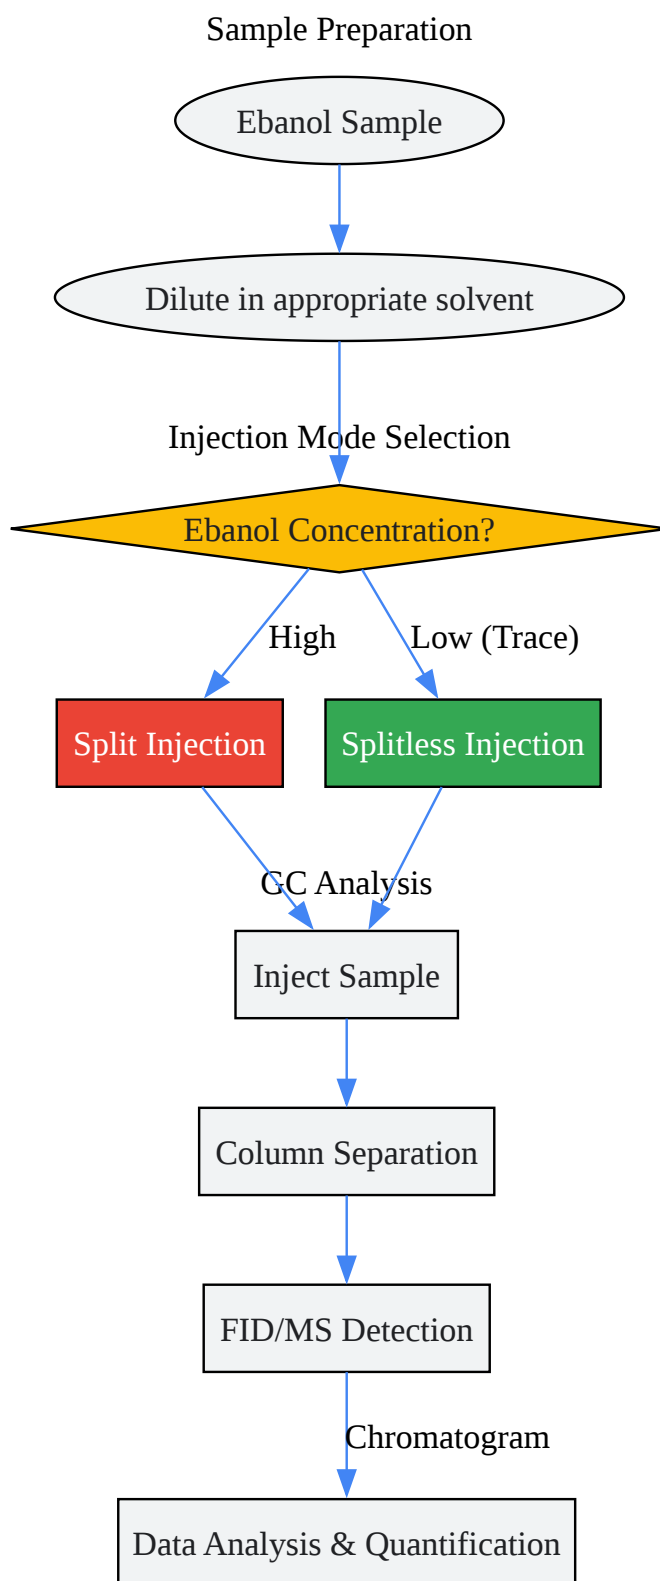 Sample Preparation
Ebanol Sample
Dilute in appropriate solvent
Injection Mode Selection
Ebanol Concentration?
High
Low (Trace)
Split Injection
Splitless Injection
GC Analysis
Inject Sample
Column Separation
FID/MS Detection
Chromatogram
Data Analysis & Quantification